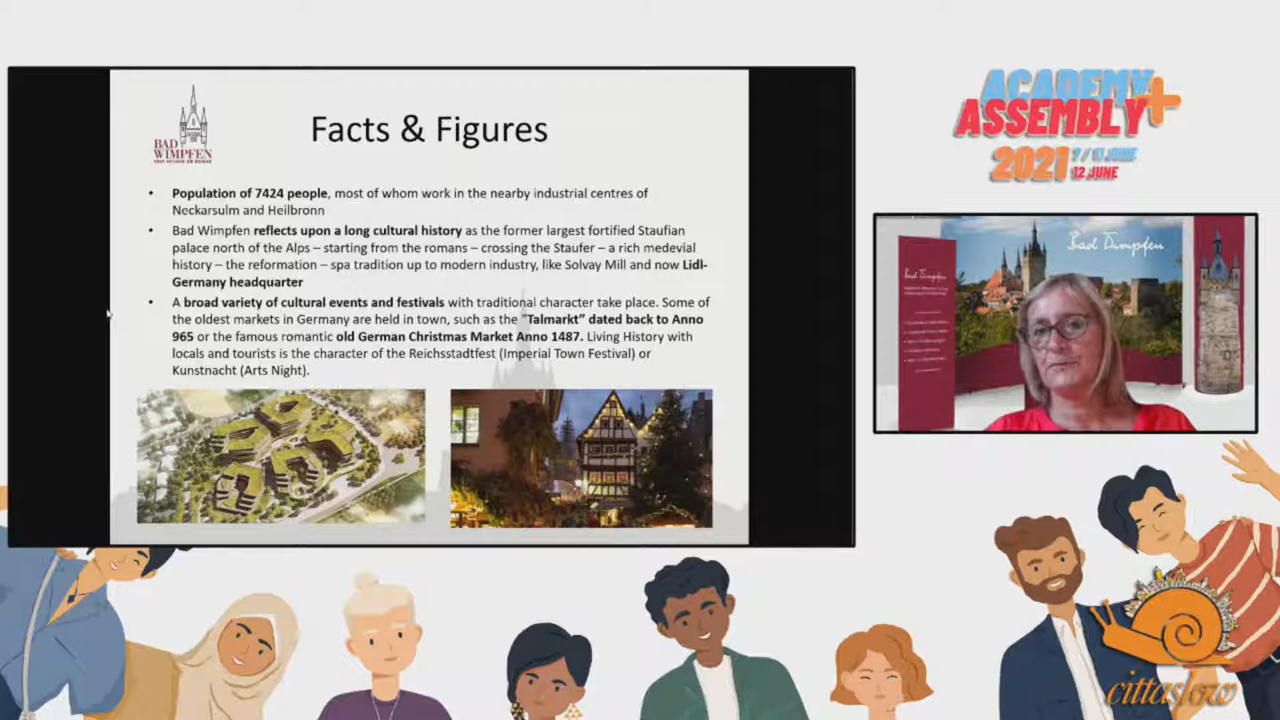 BAD
WIMPFEN
Facts & Figures
• Population of 7424 people, most of whom work in the nearby industrial centres of
Neckarsulm and Heilbronn
• Bad Wimpfen reflects upon a long cultural history as the former largest fortified Staufian
palace north of the Alps – starting from the romans – crossing the Staufer – a rich medevial
history – the reformation – spa tradition up to modern industry, like Solvay Mill and now Lidl-
Germany headquarter
• A broad variety of cultural events and festivals with traditional character take place. Some of
the oldest markets in Germany are held in town, such as the "Talmarkt" dated back to Anno
965 or the famous romantic old German Christmas Market Anno 1487. Living History with
locals and tourists is the character of the Reichsstadtfest (Imperial Town Festival) or
Kunstnacht (Arts Night).
ACADEMY+
ASSEMBLY
2021 7 / 11 JUNE
12 JUNE
Bad Wimpfen
Bad Wimpfen
cittaslow